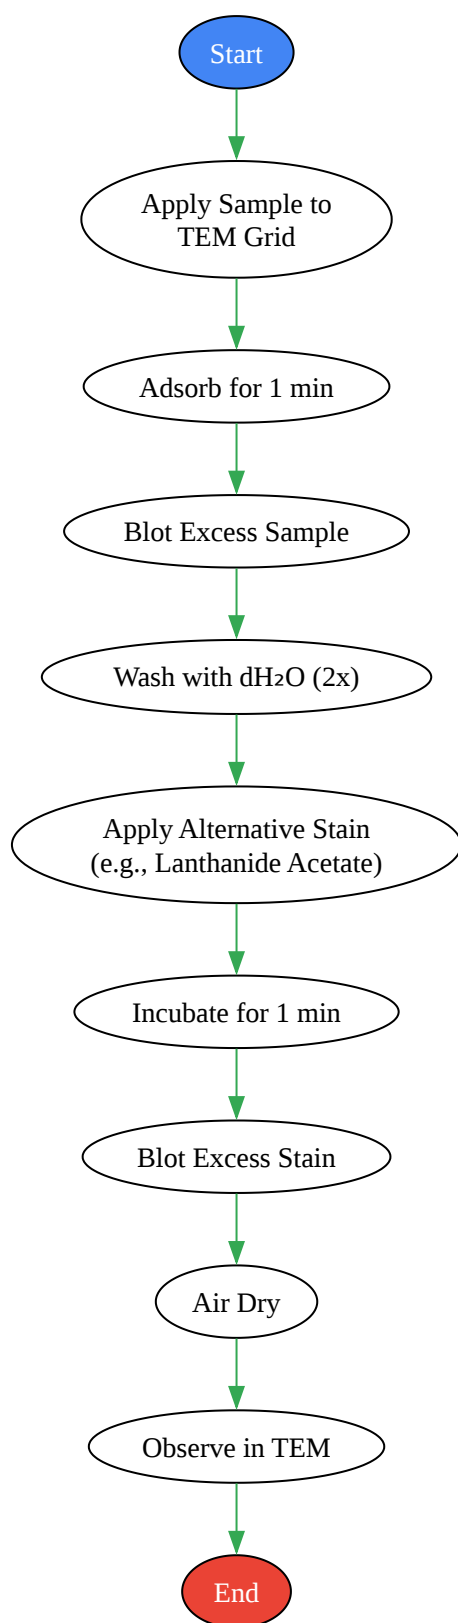 Start
Apply Sample to
TEM Grid
Adsorb for 1 min
Blot Excess Sample
Wash with dH₂O (2x)
Apply Alternative Stain
(e.g., Lanthanide Acetate)
Incubate for 1 min
Blot Excess Stain
Air Dry
Observe in TEM
End